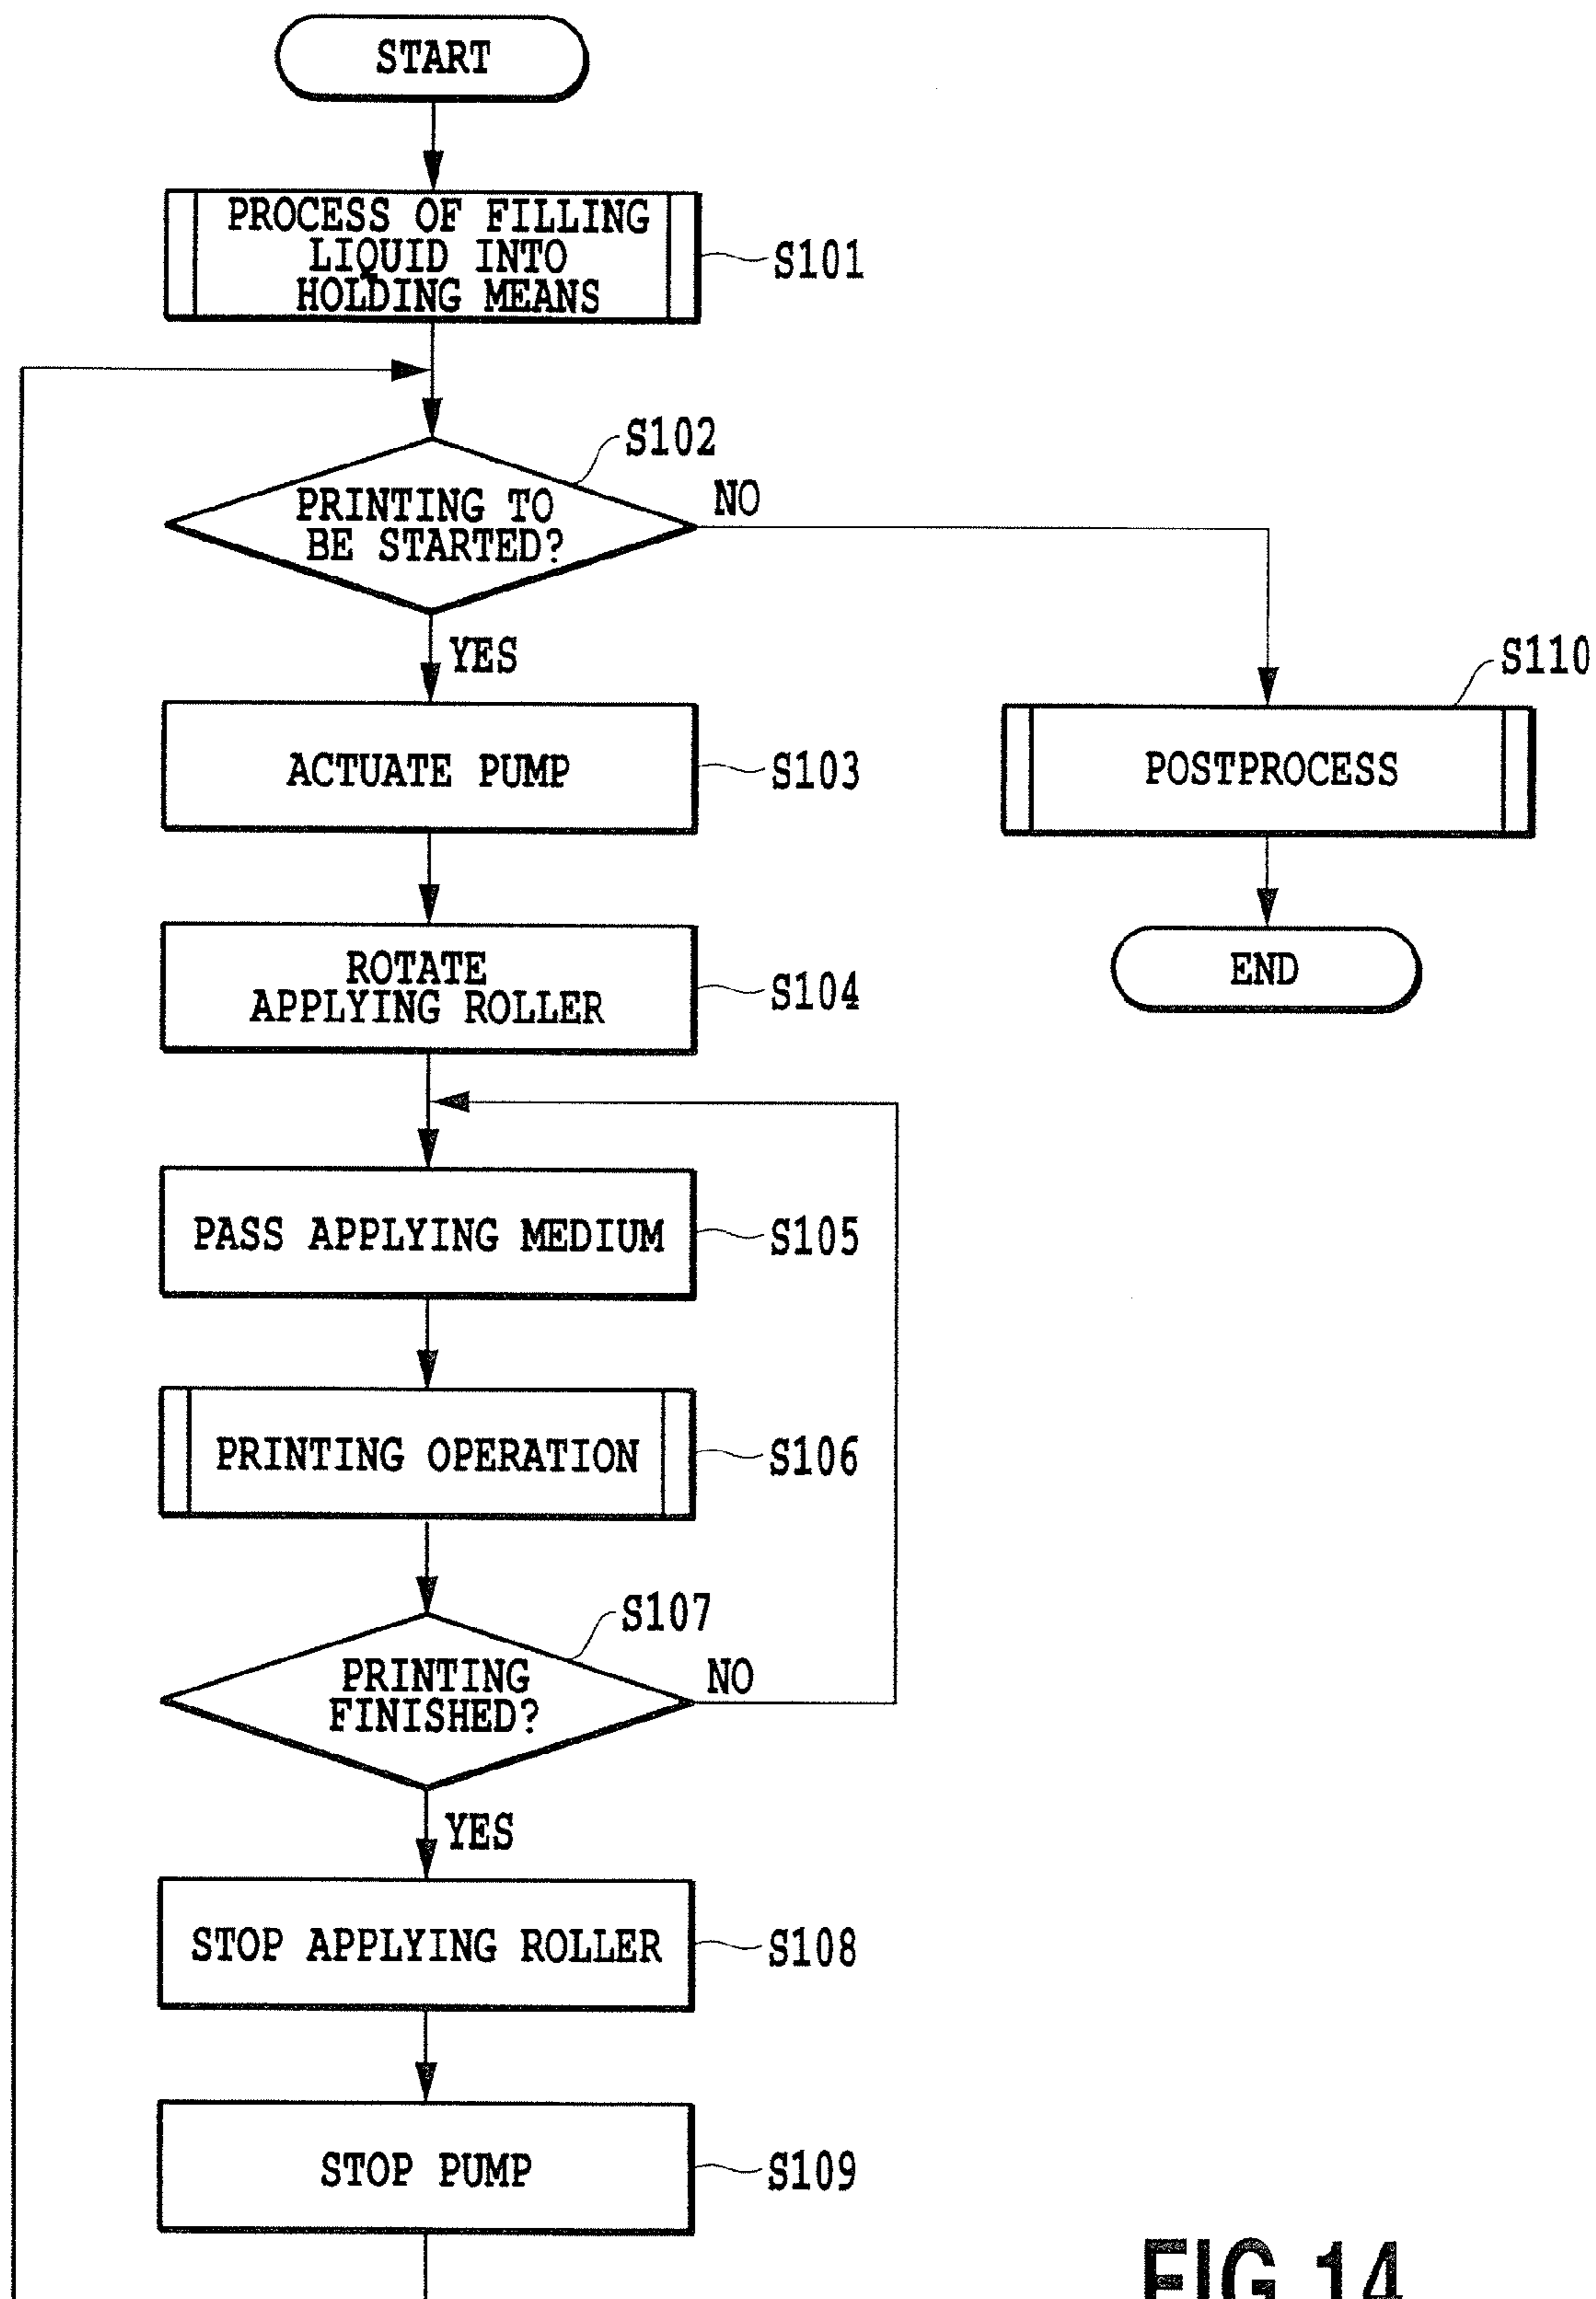 START
PROCESS OF FILLING
LIQUID INTO
HOLDING MEANS
S101
S102
PRINTING TO
BE STARTED?
NO
YES
S110
ACTUATE PUMP
S103
POSTPROCESS
ROTATE
APPLYING ROLLER
S104
END
PASS APPLYING MEDIUM
S105
PRINTING OPERATION
S106
S107
PRINTING
FINISHED?
NO
YES
STOP APPLYING ROLLER
S108
STOP PUMP
S109
FIG.14